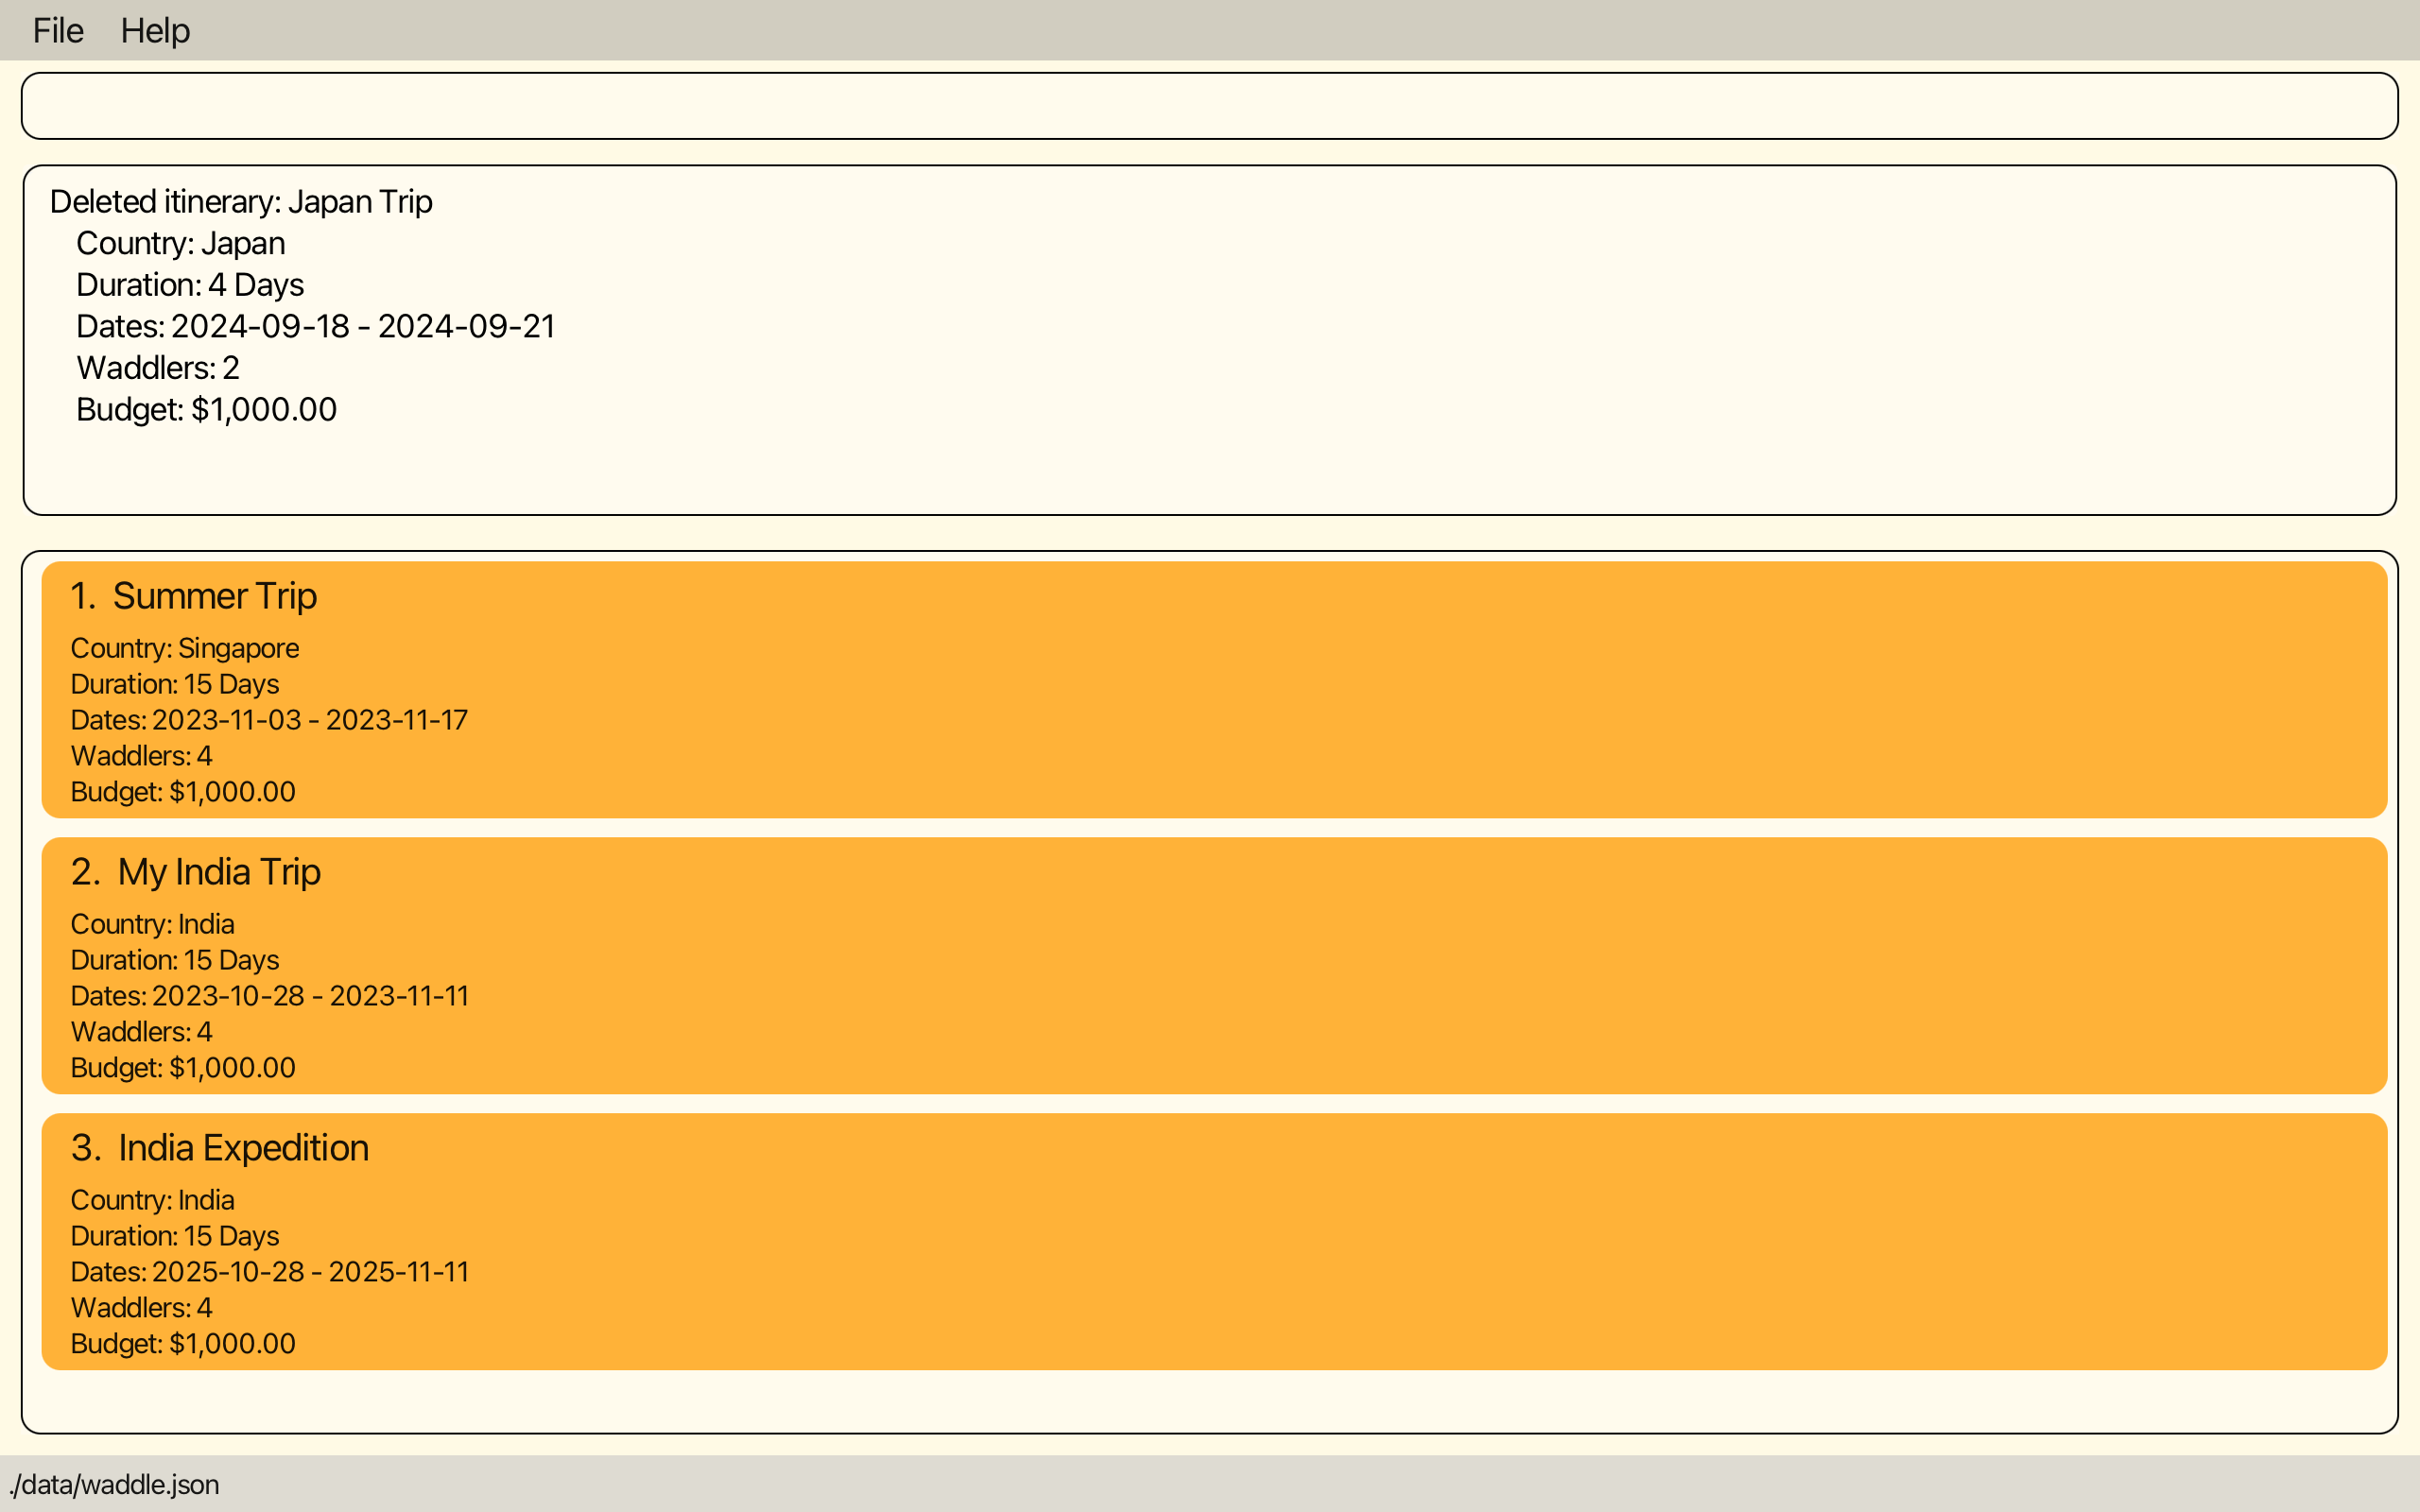 File Help
Deleted itinerary: Japan Trip
Country: Japan
Duration: 4 Days
Dates: 2024-09-18 - 2024-09-21
Waddlers: 2
Budget: $1,000.00
1. Summer Trip
Country: Singapore
Duration: 15 Days
Dates: 2023-11-03 - 2023-11-17
Waddlers: 4
Budget: $1,000.00
2. My India Trip
Country: India
Duration: 15 Days
Dates: 2023-10-28 - 2023-11-11
Waddlers: 4
Budget: $1,000.00
3. India Expedition
Country: India
Duration: 15 Days
Dates: 2025-10-28 - 2025-11-11
Waddlers: 4
Budget: $1,000.00
./data/waddle.json